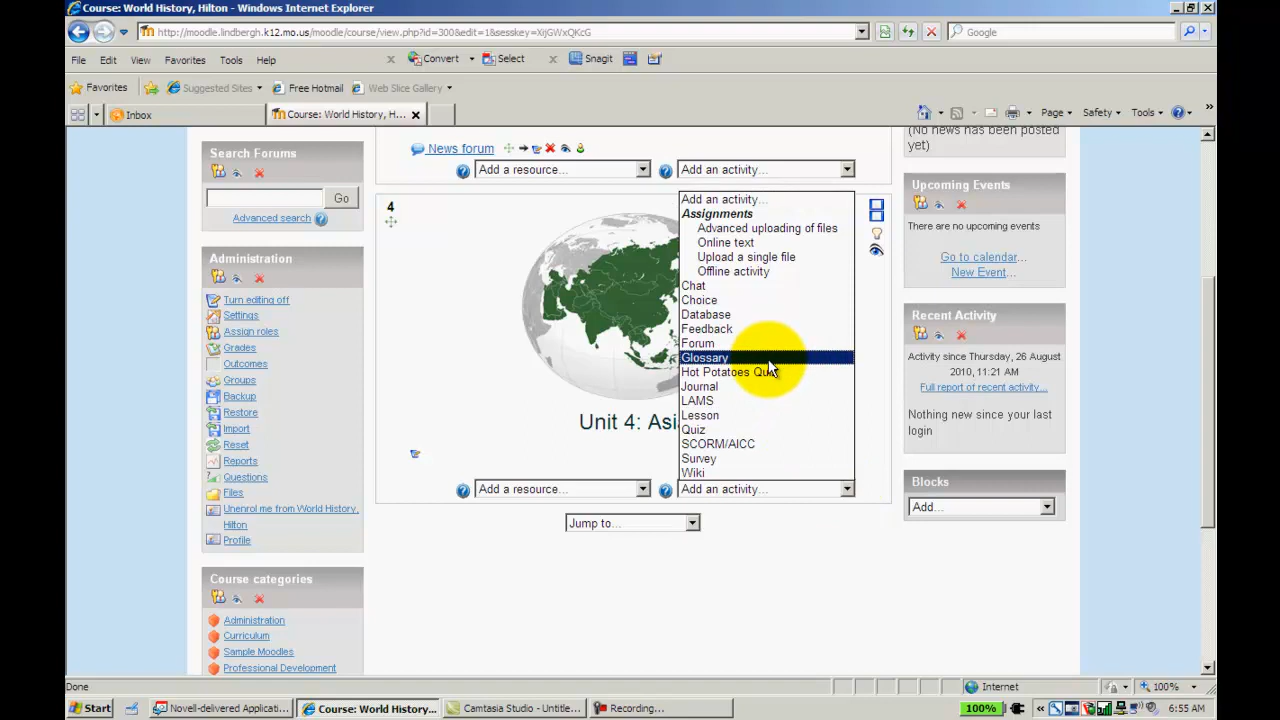 Course: World History, Hilton - Windows Internet Explorer
http://moodle.lindbergh.k12.mo.us/moodle/course/view.php?id=300&edit=1&sesskey=XijGWxQKcG
Google
File Edit View Favorites Tools Help
Convert Select Snagit
Favorites Suggested Sites Free Hotmail Web Slice Gallery
Inbox Course: World History, H... Page Safety Tools
Search Forums
Go
Advanced search
Administration
Turn editing off
Settings
Assign roles
Grades
Outcomes
Groups
Backup
Restore
Import
Reset
Reports
Questions
Files
Unenrol me from World History,
Hilton
Profile
Course categories
Administration
Curriculum
Sample Moodles
Professional Development
News forum
Add a resource... Add an activity...
4
Add an activity...
Assignments
Advanced uploading of files
Online text
Upload a single file
Offline activity
Chat
Choice
Database
Feedback
Forum
Glossary
Hot Potatoes
Journal
LAMS
Lesson
Quiz
SCORM/AICC
Survey
Wiki
Unit 4:
Add a resource... Add an activity...
Jump to...
(No news has been posted
yet)
Upcoming Events
There are no upcoming events
Go to calendar...
New Event...
Recent Activity
Activity since Thursday, 26 August
2010, 11:21 AM
Full report of recent activity...
Nothing new since your last
login
Blocks
Add...
Done Internet 100%
Start Novell-delivered Applicati... Course: World History... Camtasia Studio - Untitle... Recording... 100% 6:55 AM